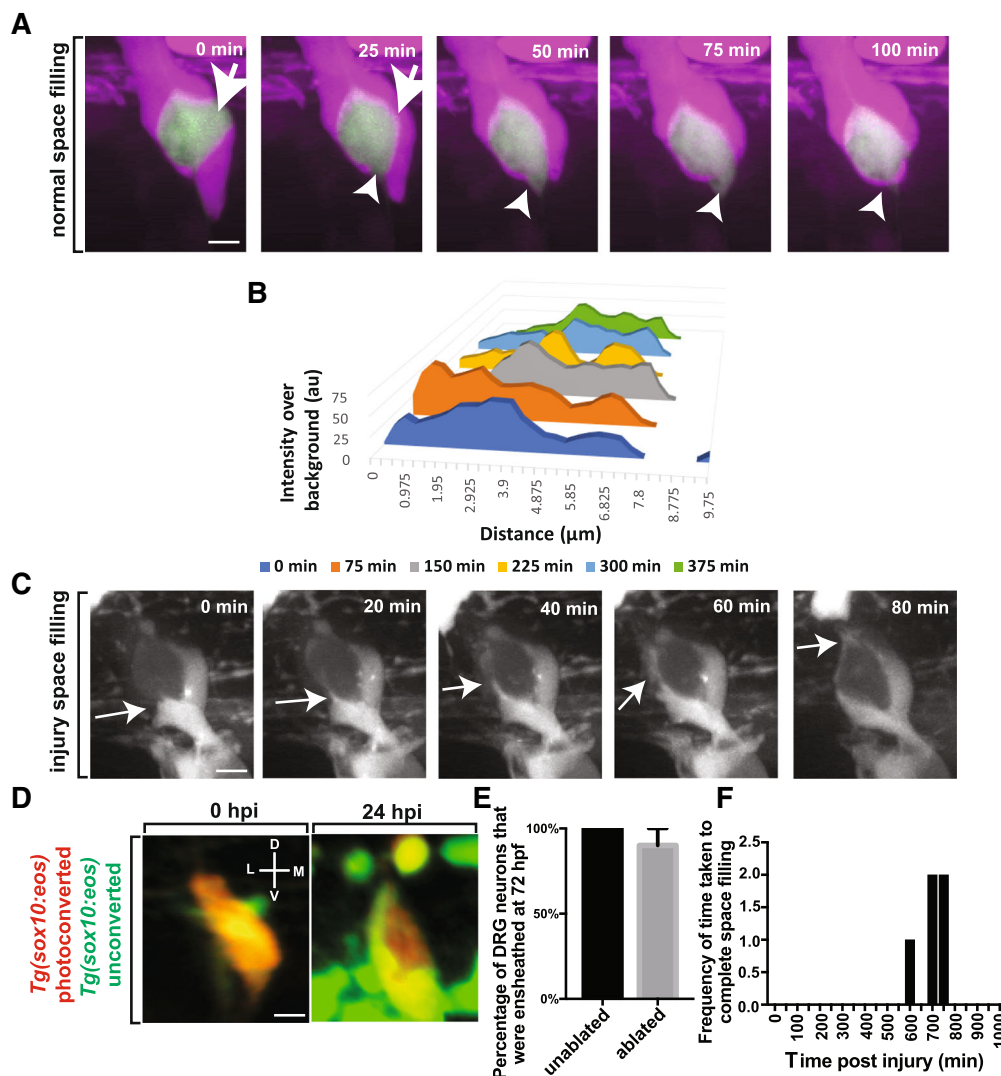 A
normal space filling
0 min
25 min
50 min
75 min
100 min
B
Intensity over
background (au)
75
50
25
0
0
0.975
1.95
2.925
3.9
4.875
5.85
6.825
7.8
8.775
9.75
Distance (µm)
0 min
75 min
150 min
225 min
300 min
375 min
C
injury space filling
0 min
20 min
40 min
60 min
80 min
D
0 hpi
24 hpi
Tg(sox10:eos)
photoconverted
Tg(sox10:eos)
unconverted
D
L
M
V
E
Percentage of DRG neurons that
were ensheathed at 72 hpf
100%
50%
0%
unablated
ablated
F
Frequency of time taken to
complete space filling
2.5
2.0
1.5
1.0
0.5
0.0
0
100
200
300
400
500
600
700
800
900
1000
Time post injury (min)